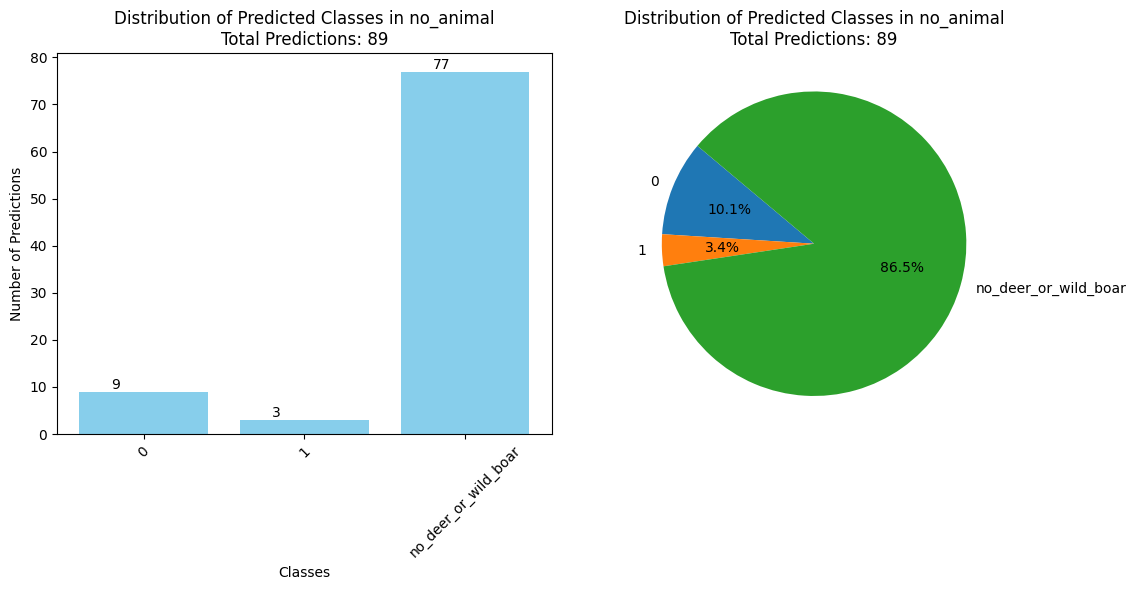 Distribution of Predicted Classes in no_animal
Total Predictions: 89
80
70
60
50
40
30
20
10
0
Number of Predictions
9
3
77
0
1
no_deer_or_wild_boar
Classes
Distribution of Predicted Classes in no_animal
Total Predictions: 89
0
10.1%
1
3.4%
86.5%
no_deer_or_wild_boar